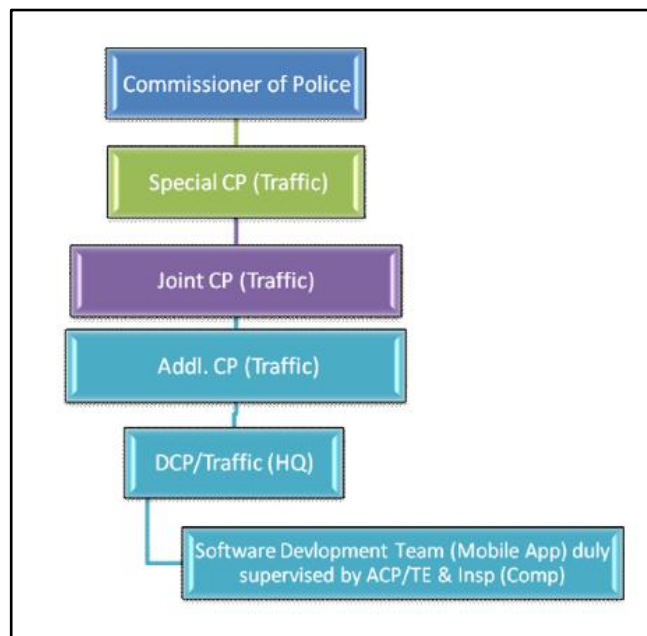 Commissioner of Police
Special CP (Traffic)
Joint CP (Traffic)
Addl. CP (Traffic)
DCP/Traffic (HQ)
Software Devlopment Team (Mobile App) duly
supervised by ACP/TE & Insp (Comp)